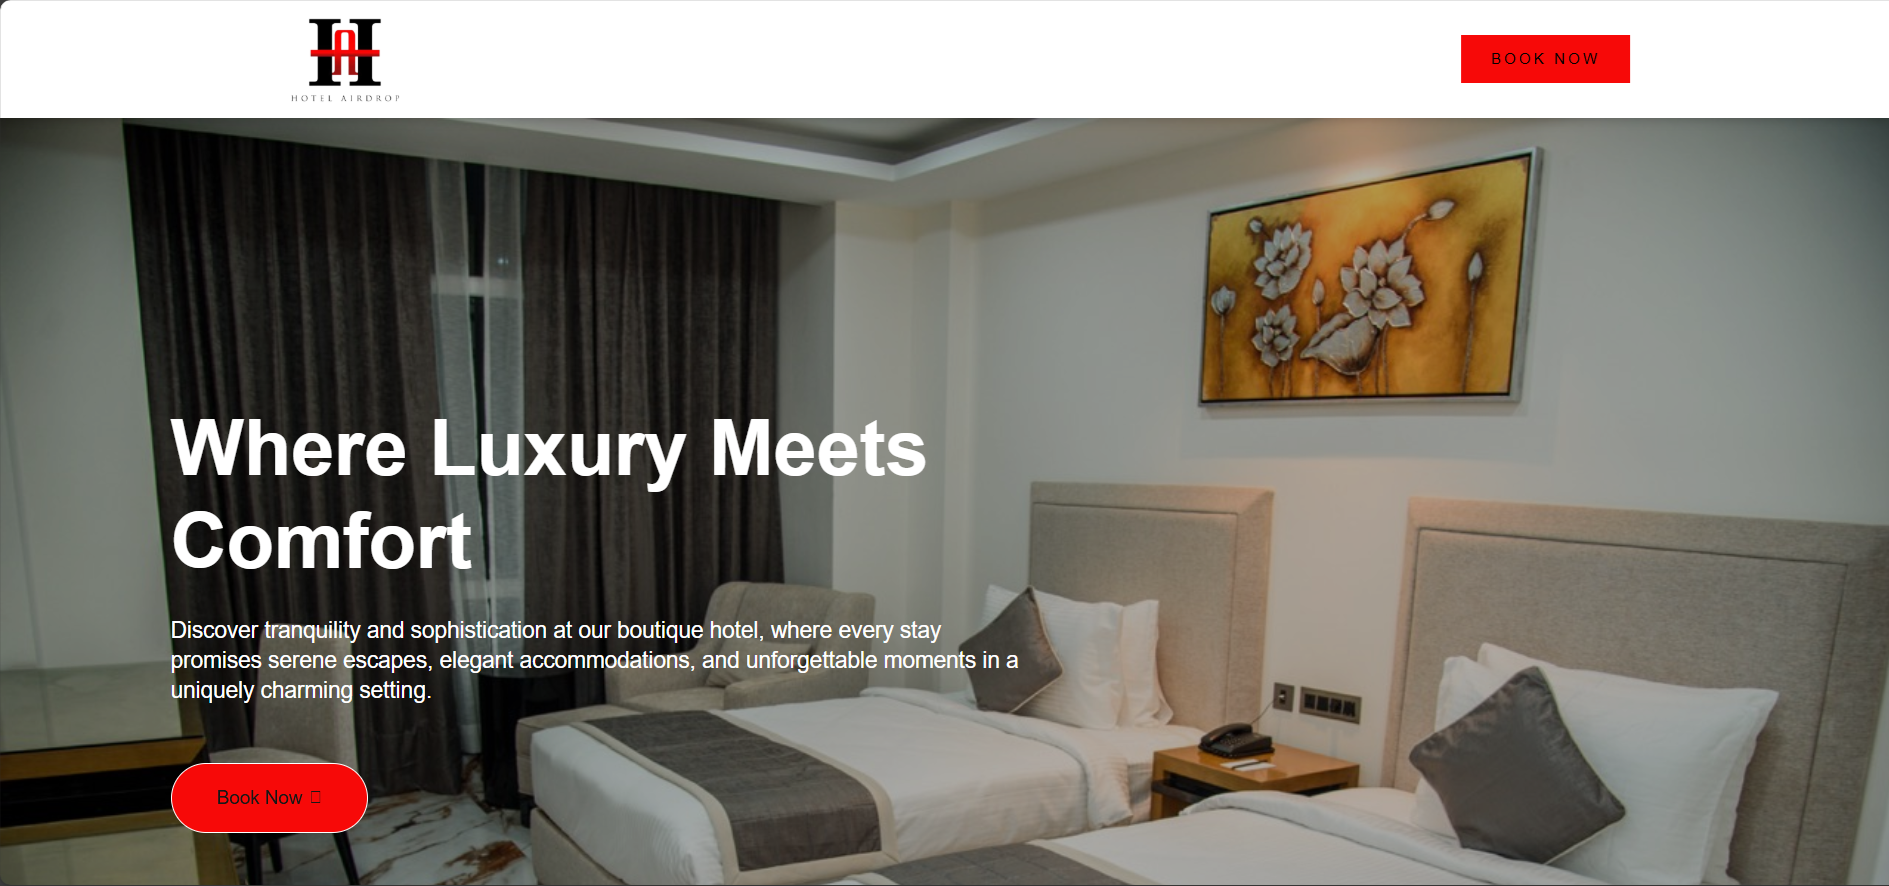 HOTEL AIRDROP
BOOK NOW
Where Luxury Meets
Comfort
Discover tranquility and sophistication at our boutique hotel, where every stay
promises serene escapes, elegant accommodations, and unforgettable moments in a
uniquely charming setting.
Book Now